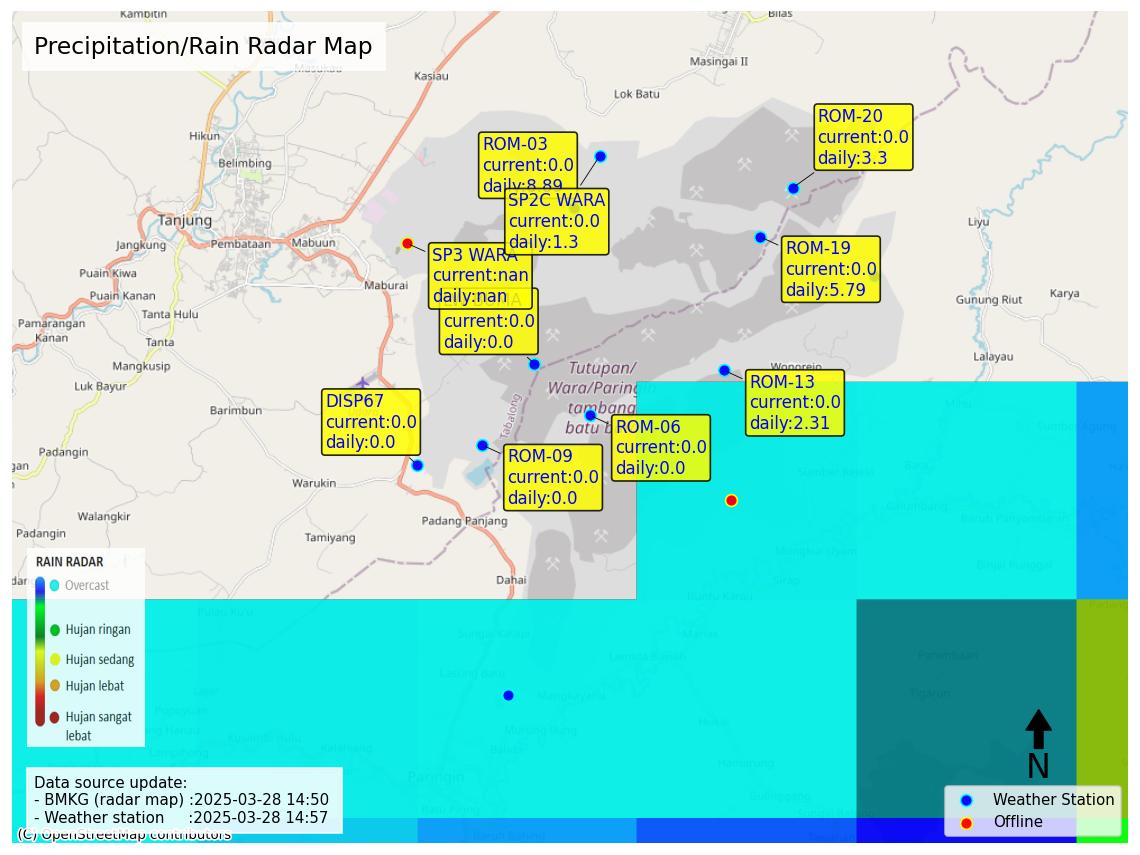 Precipitation/Rain Radar Map
Kambitin
Bilas
Masingai II
Kasiau
Lok Batu
ROM-20
current:0.0
daily:3.3
Hikun
ROM-03
current:0.0
daily:8.89
Belimbing
SP2C WARA
current:0.0
daily:1.3
Tanjung
Liyu
Jangkung
Pembataan
Mabuun
ROM-19
current:0.0
daily:5.79
SP3 WARA
current:nan
daily:nan
Puain Kiwa
Maburai
Puain Kanan
Gunung Riut
Karya
Tanta Hulu
current:0.0
daily:0.0
Pamarangan
Kanan
Tanta
Lalayau
Mangkusip
Tutupan/
Wara/Paringin
tambang
batu b
Wonorejo
ROM-13
current:0.0
daily:2.31
Luk Bayur
DISP67
current:0.0
daily:0.0
Barimbun
Tabalong
ROM-06
current:0.0
daily:0.0
Padangin
ROM-09
current:0.0
daily:0.0
Warukin
Walangkir
Padang Panjang
Padangin
Tamiyang
Dahai
RAIN RADAR
Overcast
Hujan ringan
Hujan sedang
Hujan lebat
Hujan sangat
lebat
Paringin
Data source update:
- BMKG (radar map) :2025-03-28 14:50
- Weather station :2025-03-28 14:57
(C) OpenStreetMap contributors
N
Weather Station
Offline